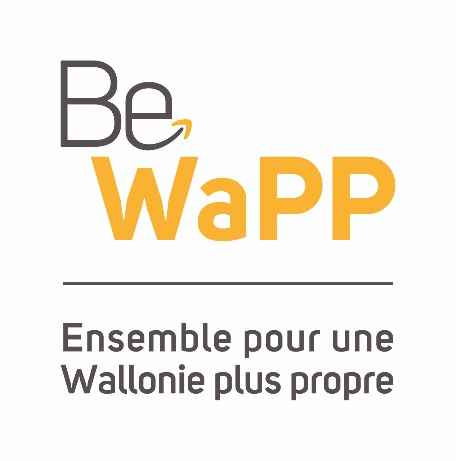 Be
WaPP
Ensemble pour une
Wallonie plus propre